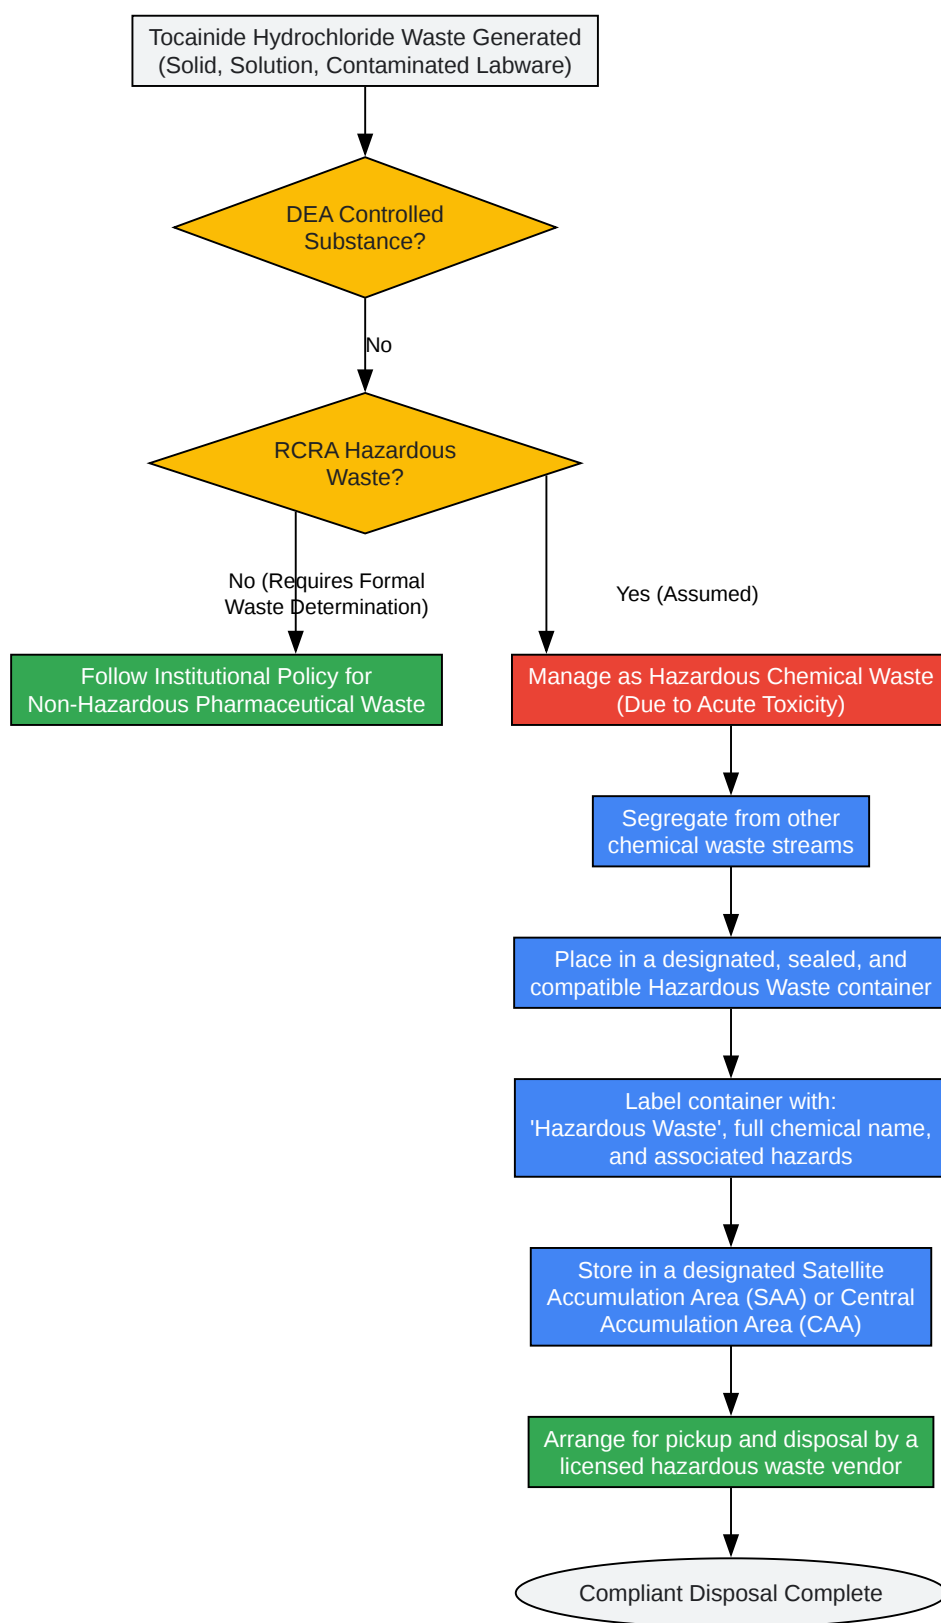 Tocainide Hydrochloride Waste Generated
(Solid, Solution, Contaminated Labware)
DEA Controlled
Substance?
No
RCRA Hazardous
Waste?
No (Requires Formal
Waste Determination)
Yes (Assumed)
Follow Institutional Policy for
Non-Hazardous Pharmaceutical Waste
Manage as Hazardous Chemical Waste
(Due to Acute Toxicity)
Segregate from other
chemical waste streams
Place in a designated, sealed, and
compatible Hazardous Waste container
Label container with:
'Hazardous Waste', full chemical name,
and associated hazards
Store in a designated Satellite
Accumulation Area (SAA) or Central
Accumulation Area (CAA)
Arrange for pickup and disposal by a
licensed hazardous waste vendor
Compliant Disposal Complete